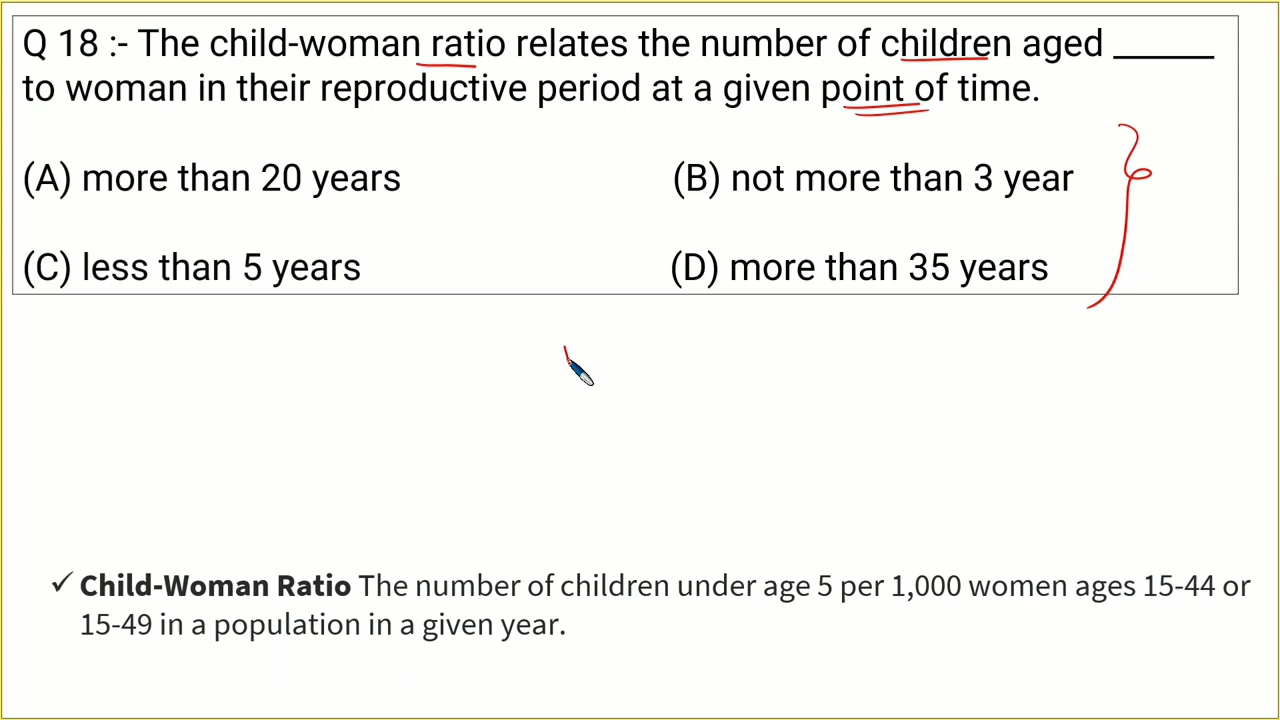 Q 18 :- The child-woman ratio relates the number of children aged _____
to woman in their reproductive period at a given point of time.
(A) more than 20 years (B) not more than 3 year
(C) less than 5 years (D) more than 35 years
✓ Child-Woman Ratio The number of children under age 5 per 1,000 women ages 15-44 or
15-49 in a population in a given year.